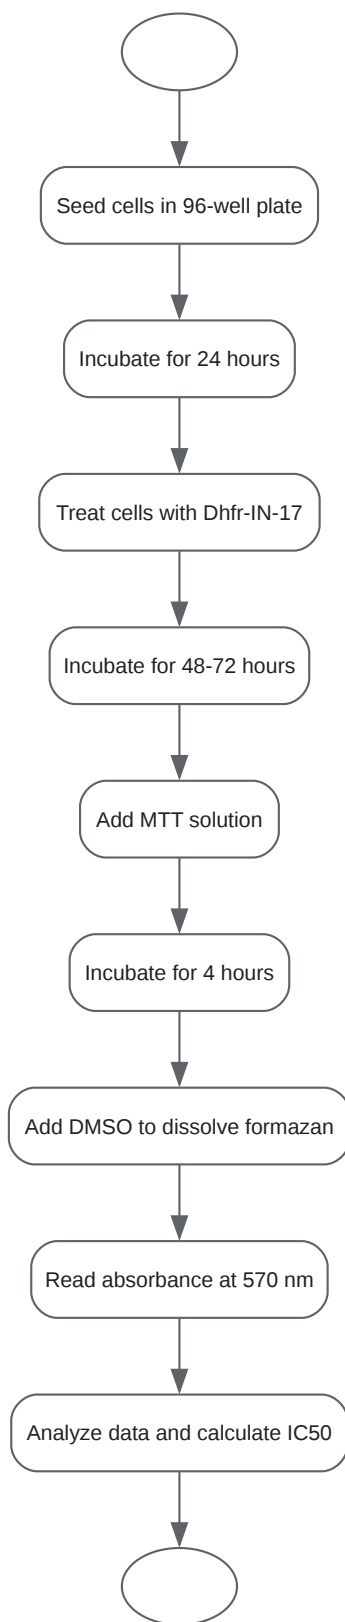 Seed cells in 96-well plate
Incubate for 24 hours
Treat cells with Dhfr-IN-17
Incubate for 48-72 hours
Add MTT solution
Incubate for 4 hours
Add DMSO to dissolve formazan
Read absorbance at 570 nm
Analyze data and calculate IC50